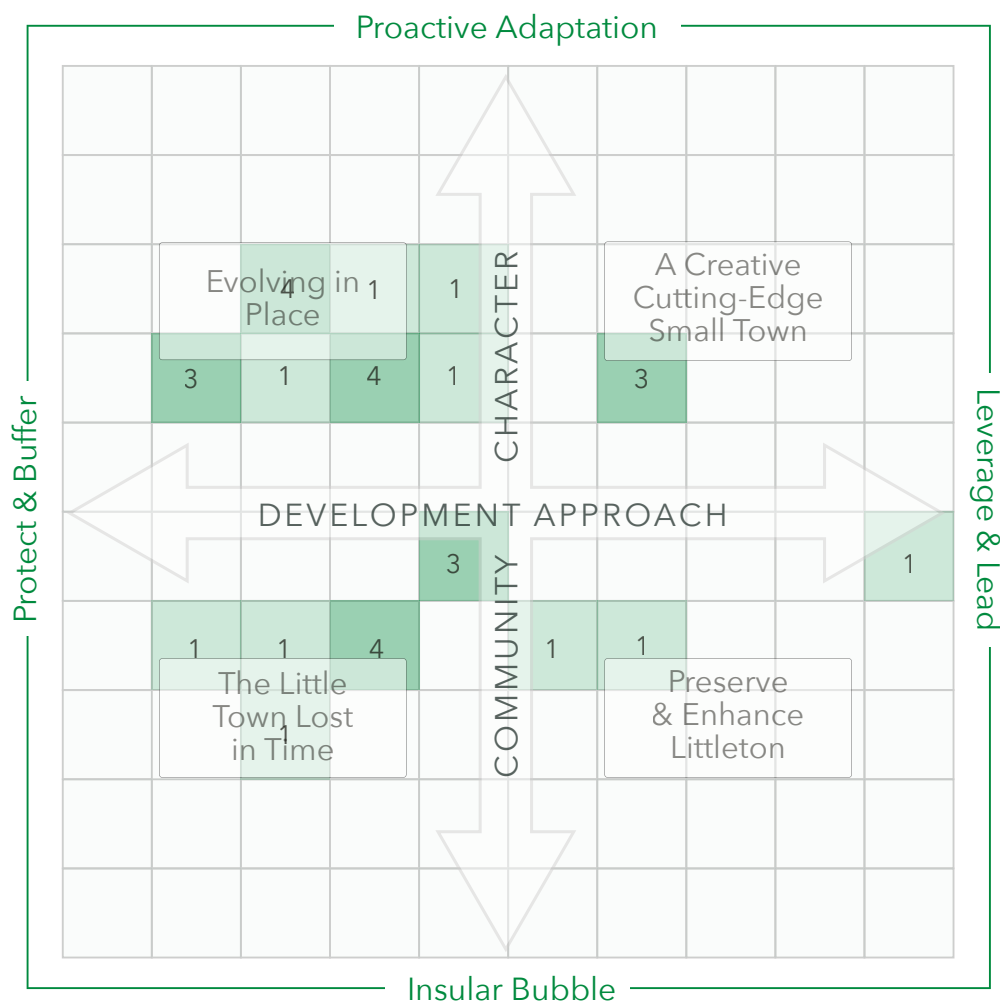 Proactive Adaptation
Evolving in
Place
A Creative
Cutting-Edge
Small Town
4
1
1
3
1
4
1
3
CHARACTER
Protect & Buffer
Leverage & Lead
DEVELOPMENT APPROACH
3
1
COMMUNITY
1
1
4
1
1
The Little
Town Lost
in Time
1
Preserve
& Enhance
Littleton
Insular Bubble